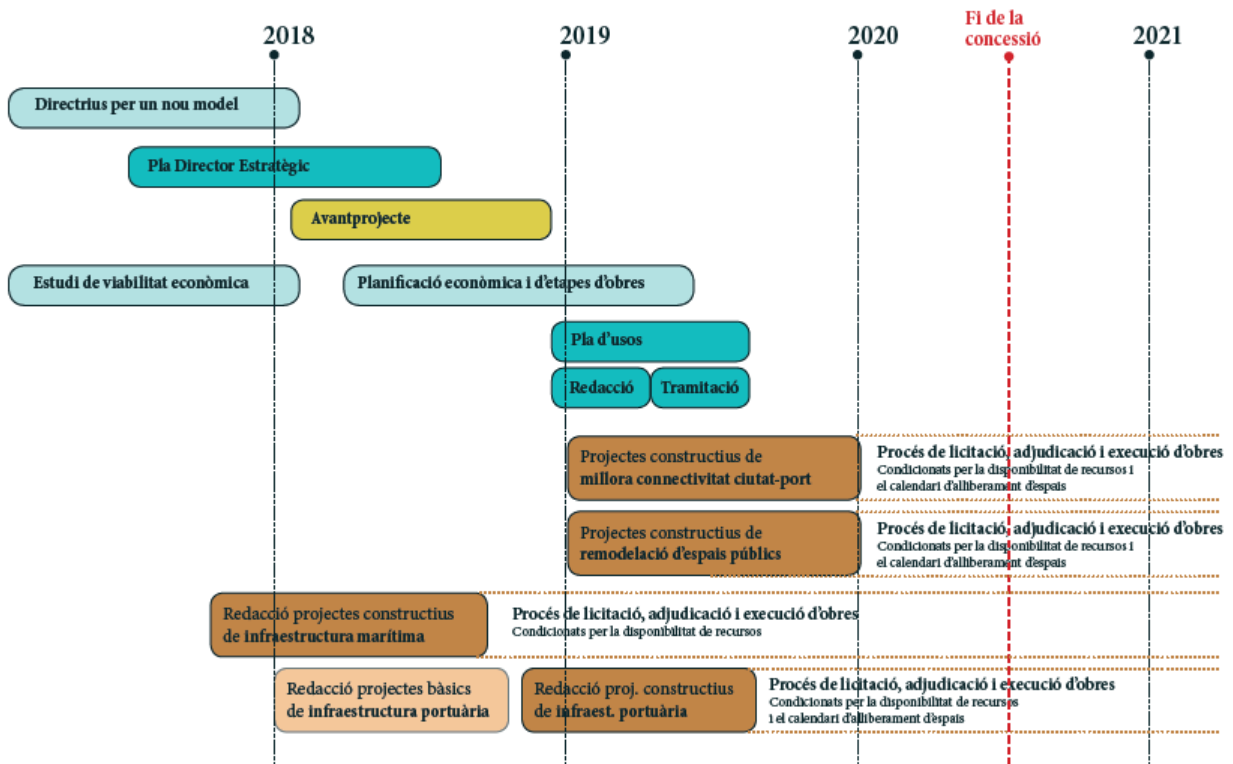 2018
2019
2020
Fi de la
concessió
2021
Directrius per un nou model
Pla Director Estratègic
Avantprojecte
Estudi de viabilitat econòmica
Planificació econòmica i d'etapes d'obres
Pla d'usos
Redacció
Tramitació
Projectes constructius de
millora connectivitat ciutat-port
Procés de licitació, adjudicació i execució d'obres
Condicionats per la disponibilitat de recursos i
el calendari d'alliberament d'espais
Projectes constructius de
remodelació d'espais públics
Procés de licitació, adjudicació i execució d'obres
Condicionats per la disponibilitat de recursos i
el calendari d'alliberament d'espais
Redacció projectes constructius
de infraestructura marítima
Procés de licitació, adjudicació i execució d'obres
Condicionats per la disponibilitat de recursos
Redacció projectes bàsics
de infraestructura portuària
Redacció proj. constructius
de infraest. portuària
Procés de licitació, adjudicació i execució d'obres
Condicionats per la disponibilitat de recursos
i el calendari d'alliberament d'espais